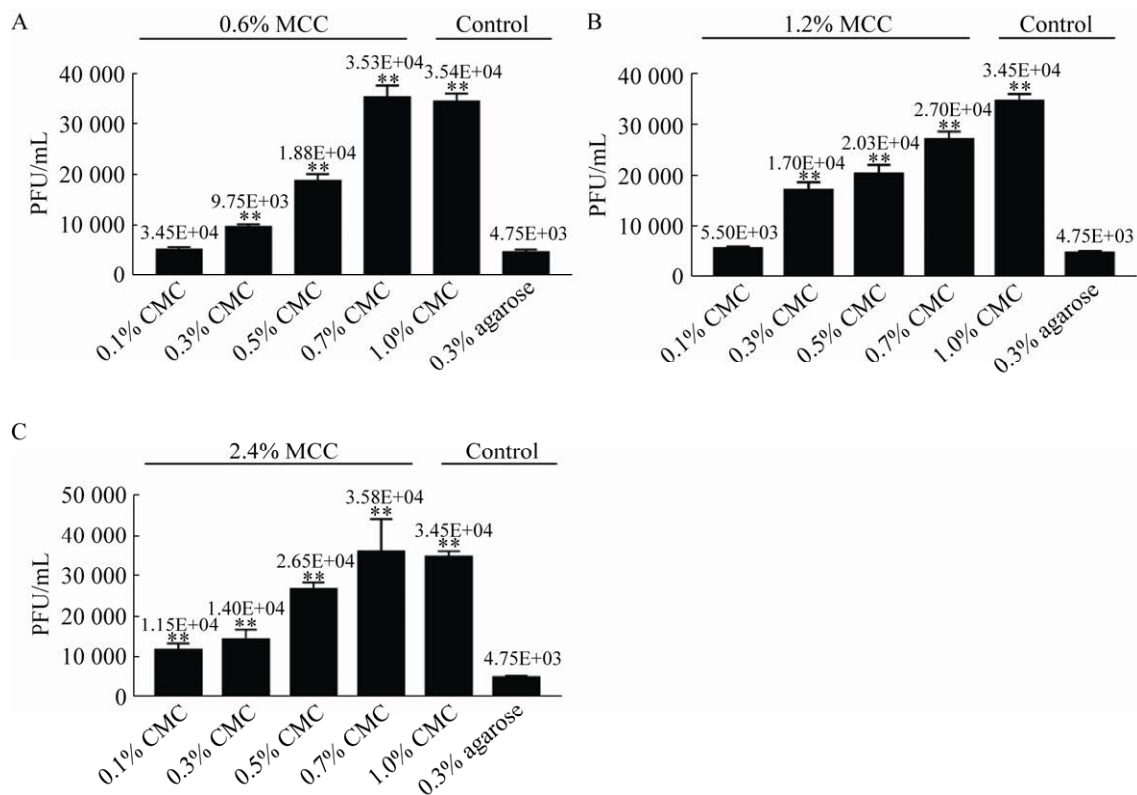 A
0.6% MCC
Control
3.53E+04
3.54E+04
**
**
40 000
30 000
1.88E+04
**
20 000
9.75E+03
**
10 000
3.45E+04
4.75E+03
0
PFU/mL
0.1% CMC
0.3% CMC
0.5% CMC
0.7% CMC
1.0% CMC
0.3% agarose
B
1.2% MCC
Control
3.45E+04
**
40 000
2.70E+04
**
30 000
2.03E+04
**
1.70E+04
**
20 000
10 000
5.50E+03
4.75E+03
0
PFU/mL
0.1% CMC
0.3% CMC
0.5% CMC
0.7% CMC
1.0% CMC
0.3% agarose
C
2.4% MCC
Control
50 000
3.58E+04
**
40 000
3.45E+04
**
2.65E+04
**
30 000
20 000
1.40E+04
**
1.15E+04
**
10 000
4.75E+03
0
PFU/mL
0.1% CMC
0.3% CMC
0.5% CMC
0.7% CMC
1.0% CMC
0.3% agarose